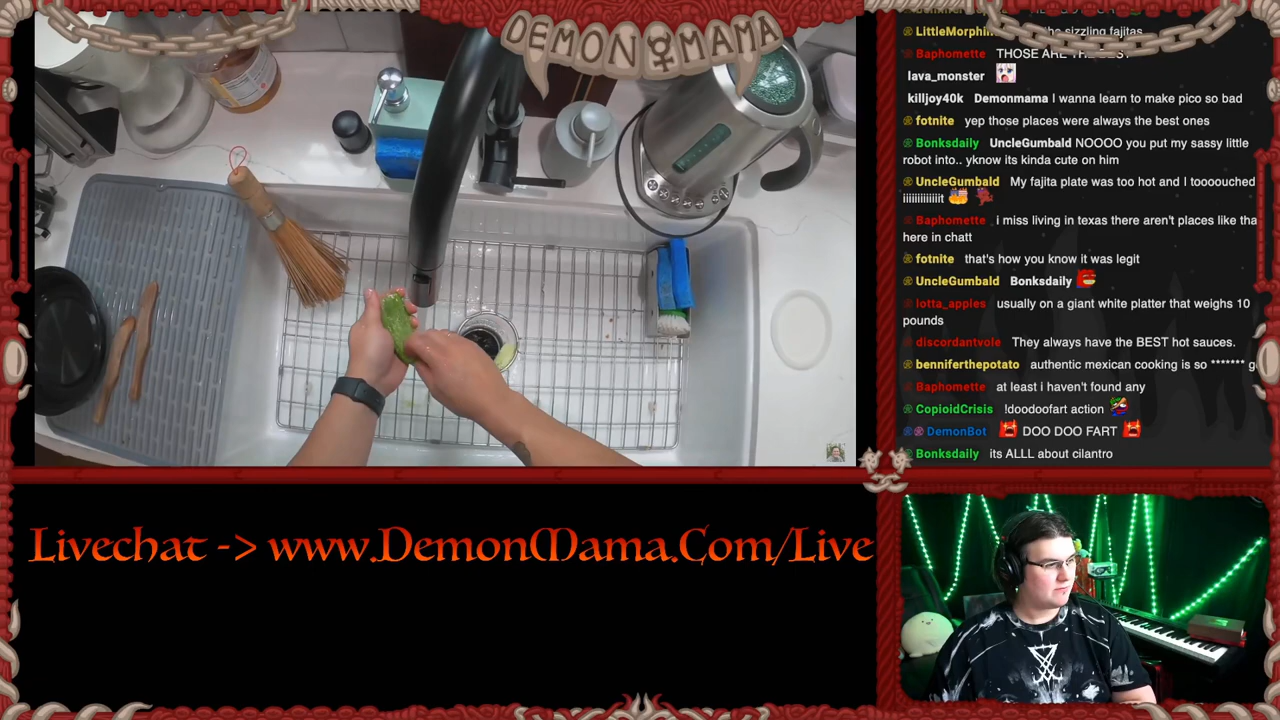 DEMON MAMA
sizzling fajitas
Baphomette THOSE ARE THE BEST
lava_monster
killjoy40k Demonmama I wanna learn to make pico so bad
fotnite yep those places were always the best ones
Bonksdaily UncleGumbald NOOOO you put my sassy little
robot into.. yknow its kinda cute on him
UncleGumbald My fajita plate was too hot and I toooouched
iiiiiiiiiiiiit
Baphomette i miss living in texas there aren't places like tha
here in chatt
fotnite that's how you know it was legit
UncleGumbald Bonksdaily
lotta_apples usually on a giant white platter that weighs 10
pounds
discordantvole They always have the BEST hot sauces.
benniferthepotato authentic mexican cooking is so ******* g
Baphomette at least i haven't found any
CopioidCrisis !doodoofart action
DemonBot DOO DOO FART
Bonksdaily its ALLL about cilantro
Livechat -> www.DemonMama.Com/Live